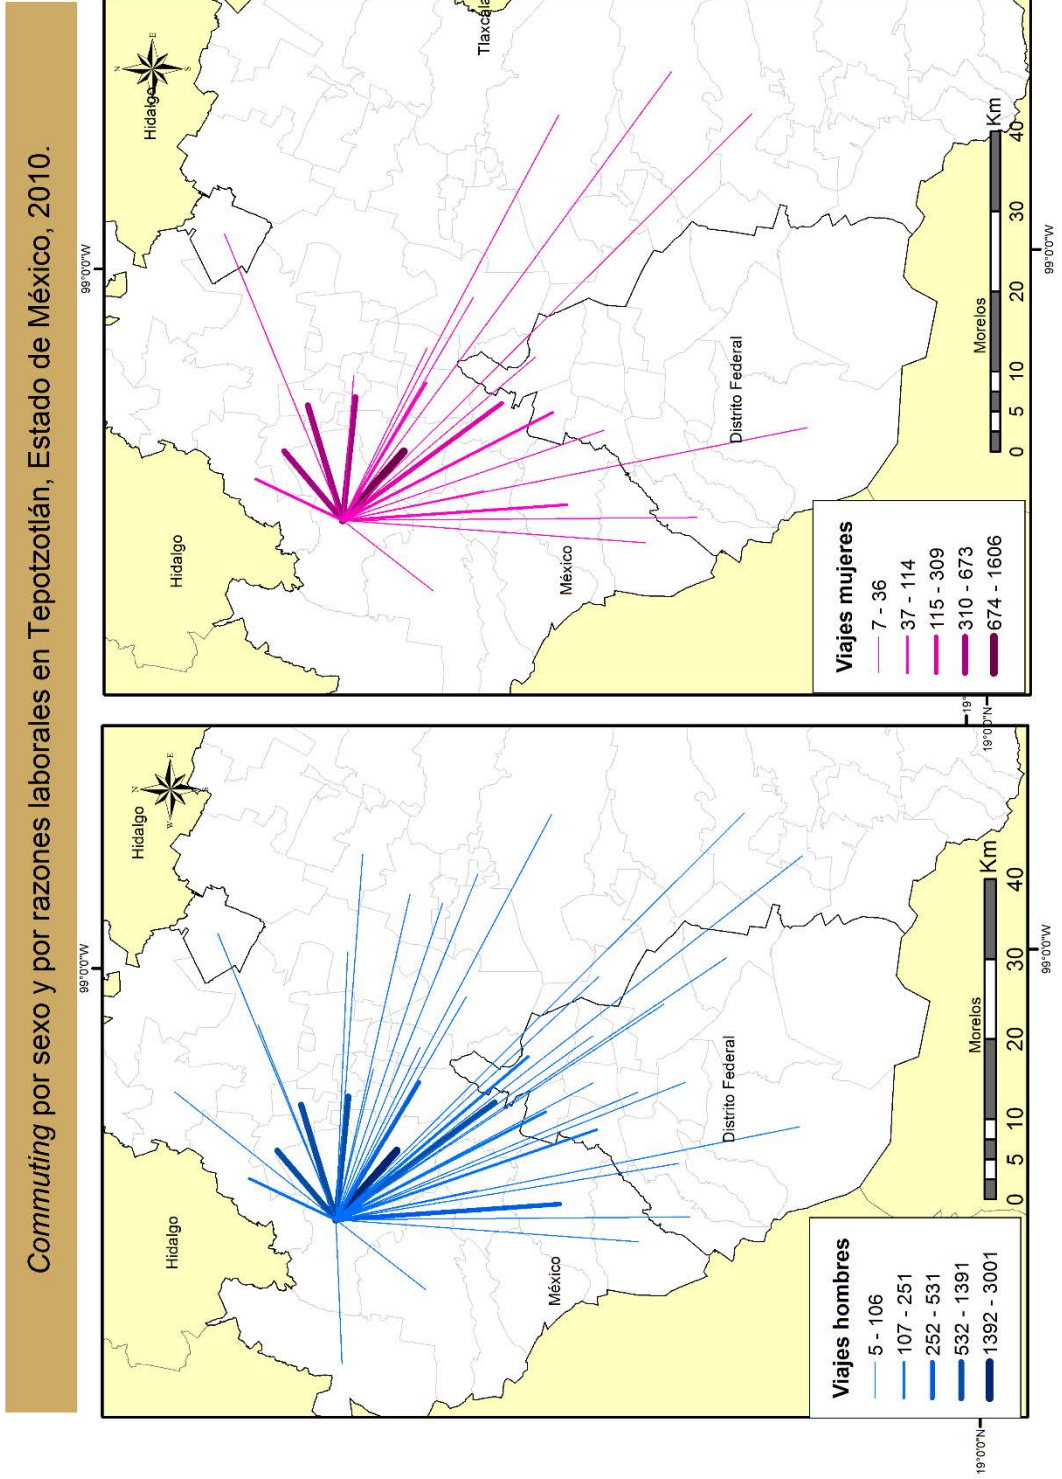 Commuting por sexo y por razones laborales en Tepotzotlán, Estado de México, 2010.
99°0'0"W
Hidalgo
N
E
S
W
Hidalgo
México
Distrito Federal
Morelos
Viajes hombres
5 - 106
107 - 251
252 - 531
532 - 1391
1392 - 3001
0 5 10 20 30 40
Km
19°0'0"N
99°0'0"W
99°0'0"W
Hidalgo
N
E
S
Hidalgo
Tlaxcala
México
Distrito Federal
Morelos
Viajes mujeres
7 - 36
37 - 114
115 - 309
310 - 673
674 - 1606
0 5 10 20 30 40
Km
19°
19°0'0"N
99°0'0"W